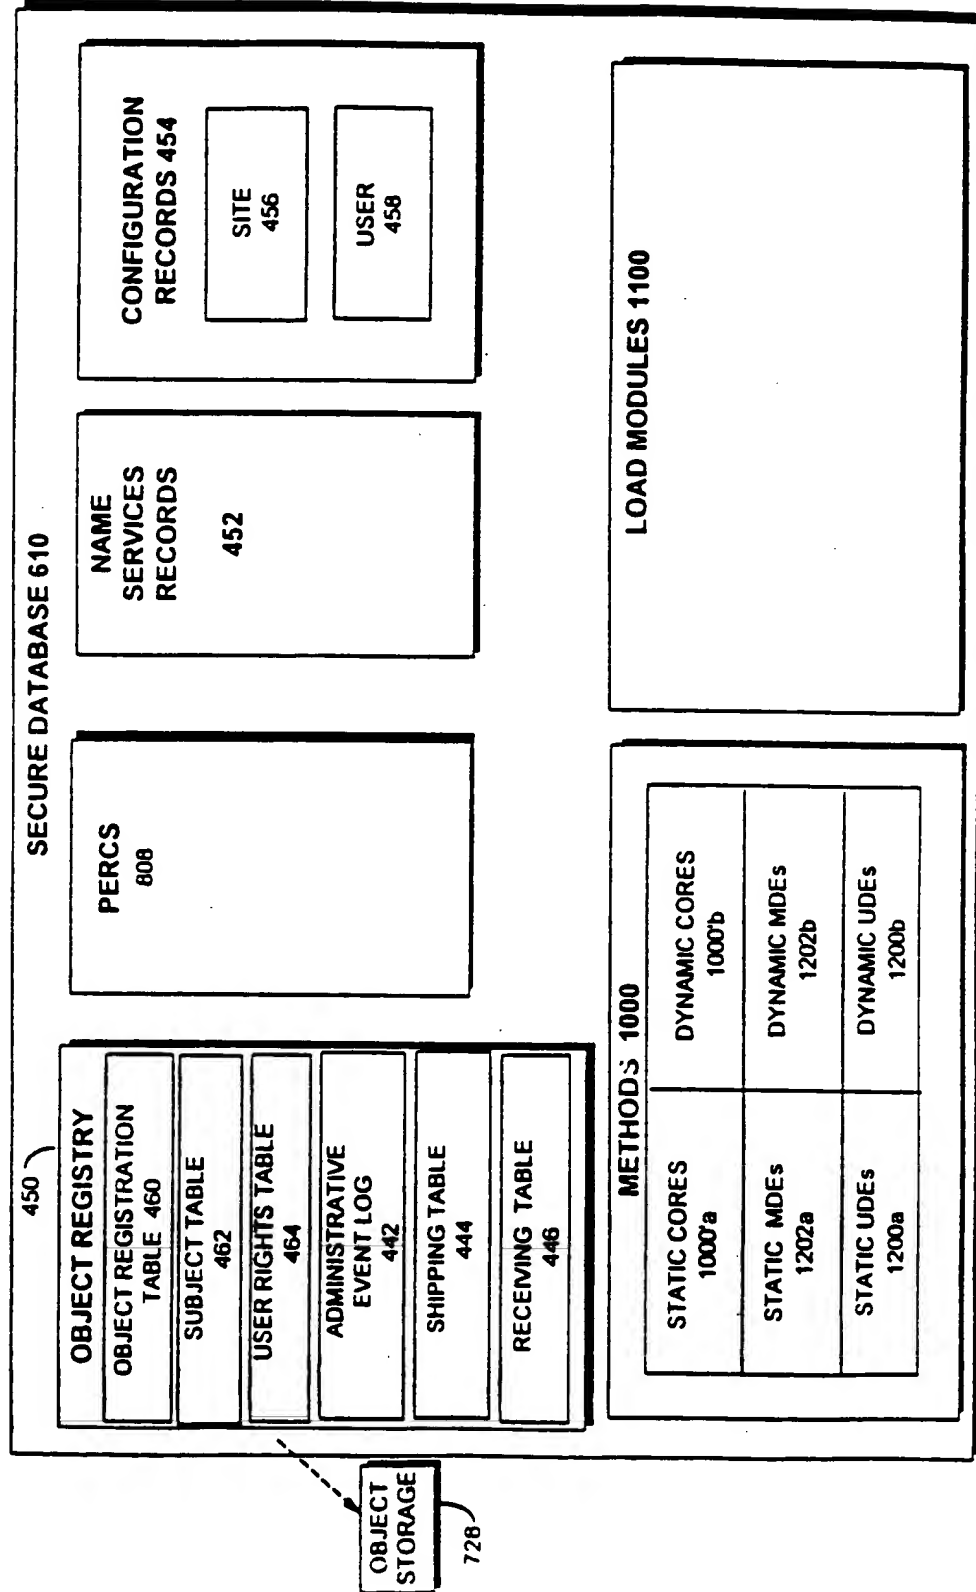 SECURE DATABASE 610
450
OBJECT REGISTRY
OBJECT REGISTRATION
TABLE 460
SUBJECT TABLE
462
USER RIGHTS TABLE
464
ADMINISTRATIVE
EVENT LOG
442
SHIPPING TABLE
444
RECEIVING TABLE
446
OBJECT
STORAGE
728
PERCS
808
NAME
SERVICES
RECORDS
452
CONFIGURATION
RECORDS 454
SITE
456
USER
458
METHODS 1000
STATIC CORES
1000'a
DYNAMIC CORES
1000'b
STATIC MDEs
1202a
DYNAMIC MDEs
1202b
STATIC UDEs
1200a
DYNAMIC UDEs
1200b
LOAD MODULES 1100